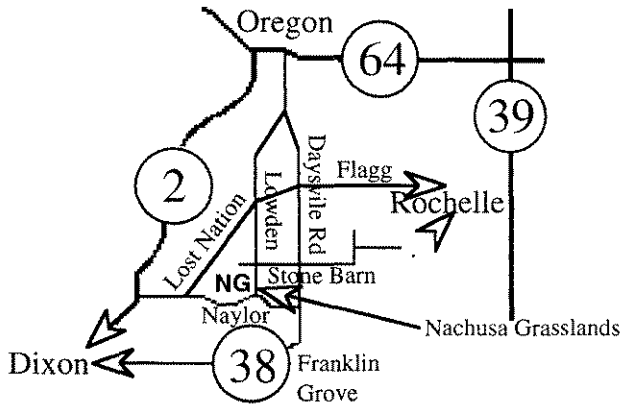 Oregon
64
39
2
Daysvile Rd
Flagg
Lowden
Rochelle
Lost Nation
NG
Stone Barn
Naylor
Nachusa Grasslands
Dixon
38
Franklin
Grove